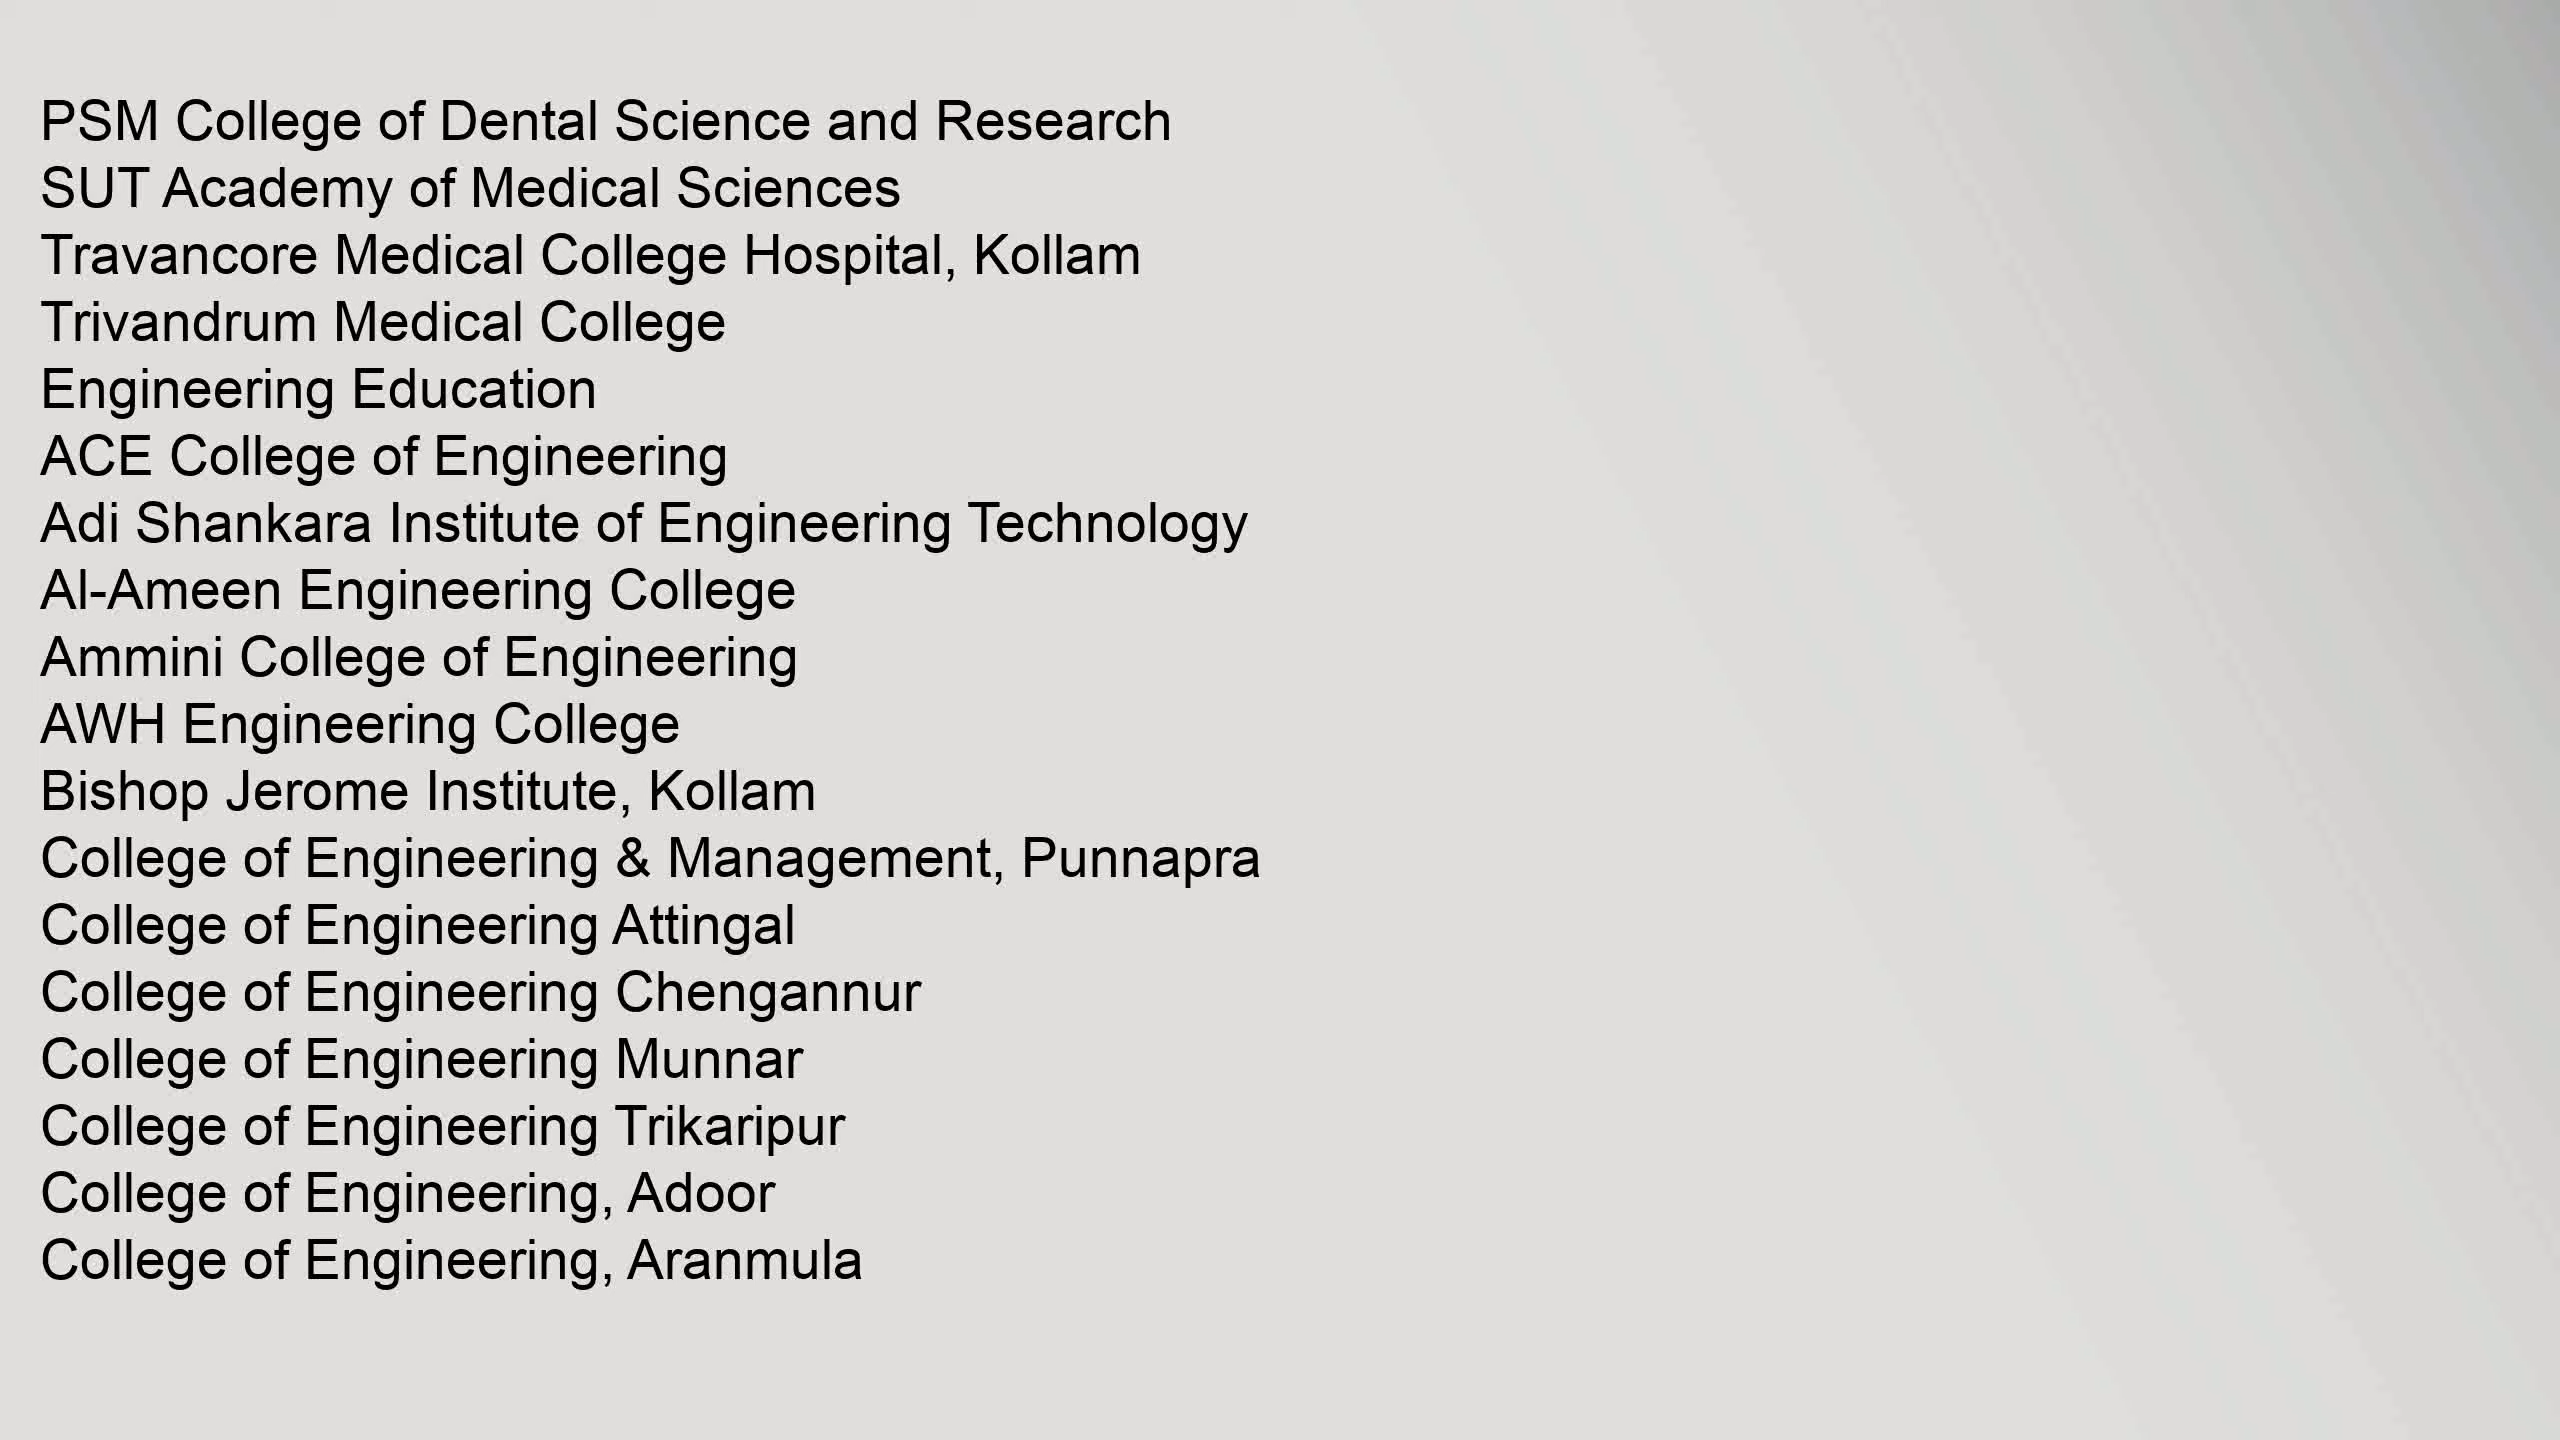 PSM College of Dental Science and Research
SUT Academy of Medical Sciences
Travancore Medical College Hospital, Kollam
Trivandrum Medical College
Engineering Education
ACE College of Engineering
Adi Shankara Institute of Engineering Technology
Al-Ameen Engineering College
Ammini College of Engineering
AWH Engineering College
Bishop Jerome Institute, Kollam
College of Engineering & Management, Punnapra
College of Engineering Attingal
College of Engineering Chengannur
College of Engineering Munnar
College of Engineering Trikaripur
College of Engineering, Adoor
College of Engineering, Aranmula